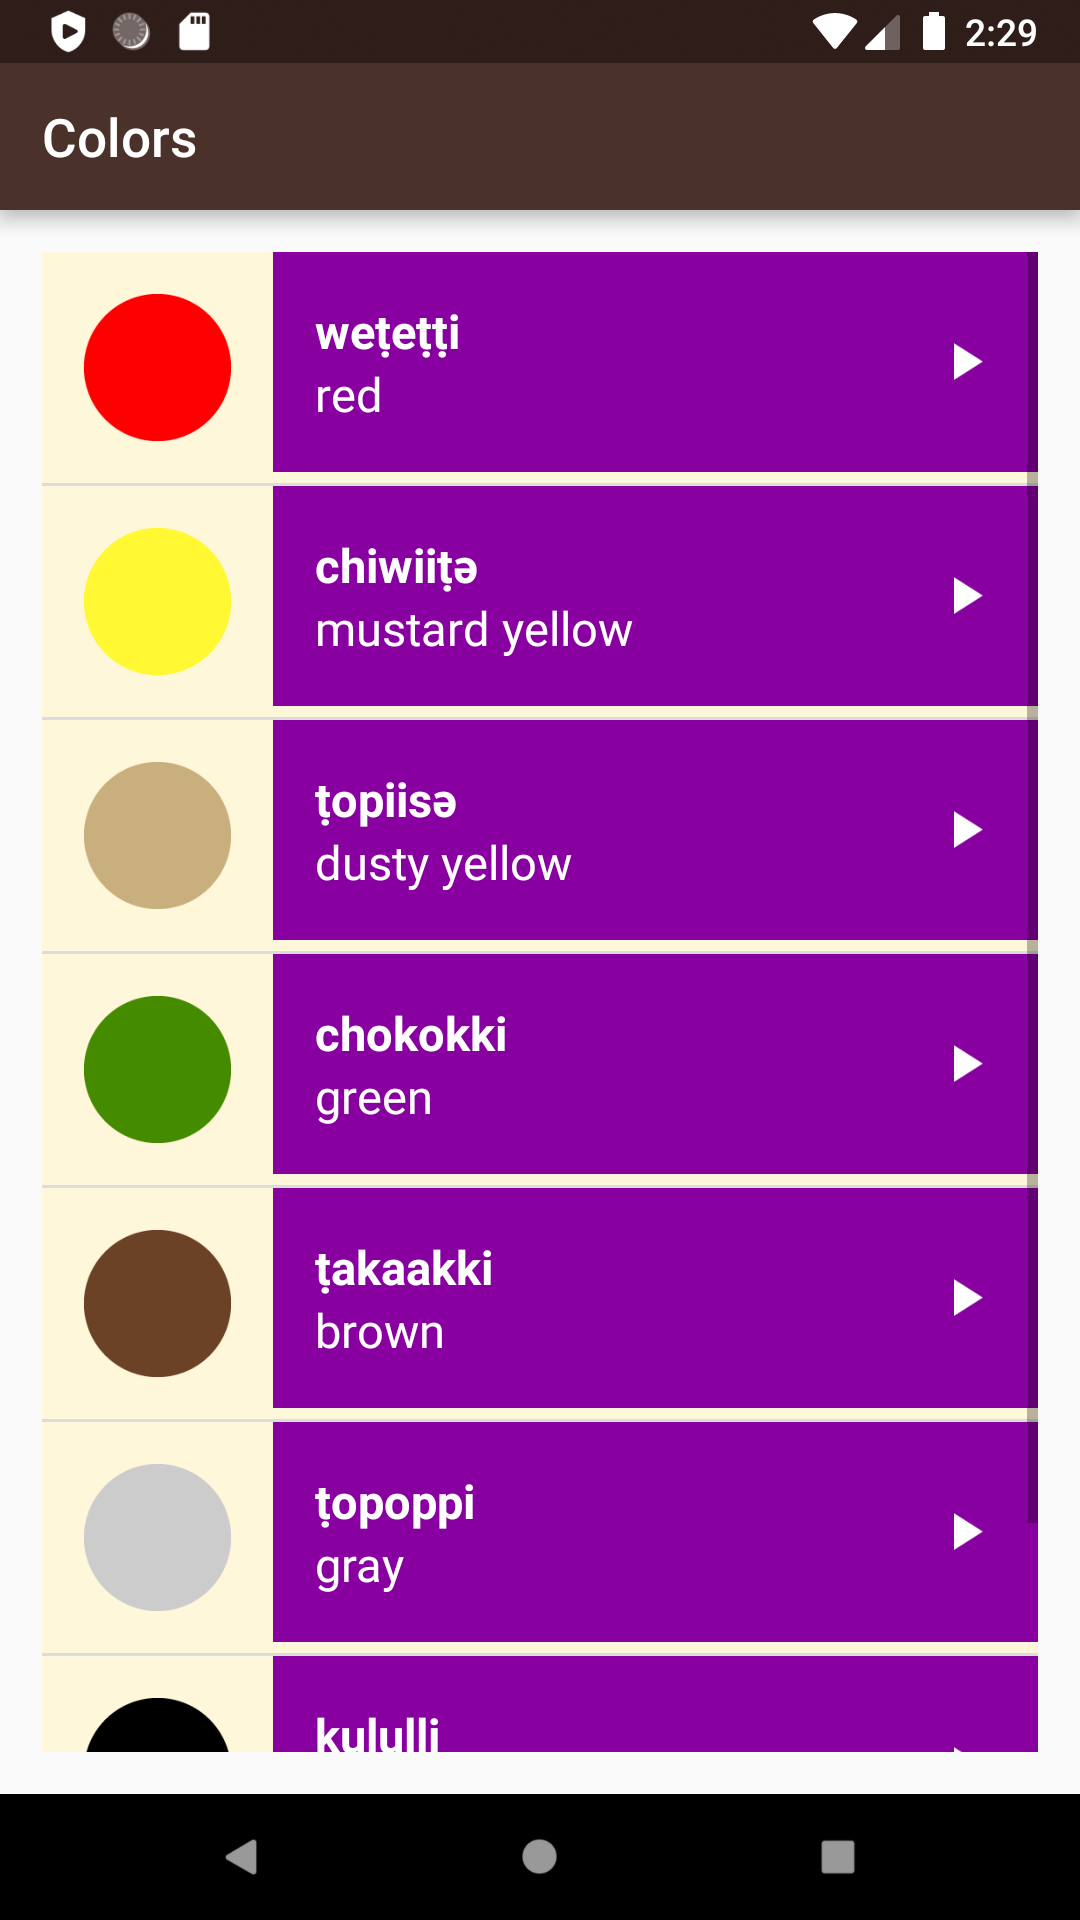 2:29
Colors
weṭeṭṭi
red
chiwiiṭə
mustard yellow
ṭopiisə
dusty yellow
chokokki
green
ṭakaakki
brown
ṭopoppi
gray
kululli